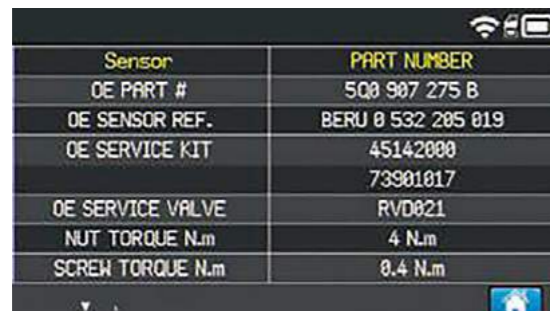 Sensor PART NUMBER
OE PART # 5Q0 907 275 B
OE SENSOR REF. BERU 0 532 205 019
OE SERVICE KIT 45142000
73901017
OE SERVICE VALVE RVD021
NUT TORQUE N.m 4 N.m
SCREW TORQUE N.m 0.4 N.m